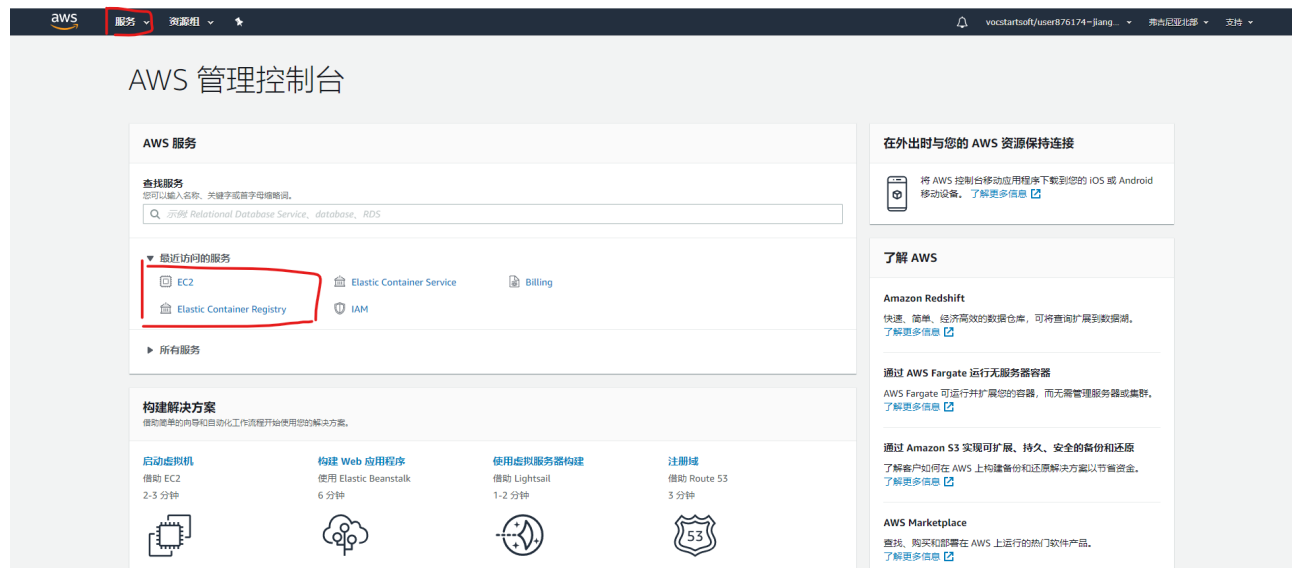 aws
服务
资源组
vocstartsoft/user876174=jiang...
弗吉尼亚北部
支持
AWS 管理控制台
AWS 服务
查找服务
您可以输入名称、关键字或首字母缩略词。
示例 Relational Database Service、database、RDS
最近访问的服务
EC2
Elastic Container Service
Billing
Elastic Container Registry
IAM
所有服务
构建解决方案
借助简单的向导和自动化工作流程开始使用您的解决方案。
启动虚拟机
借助 EC2
2-3 分钟
构建 Web 应用程序
使用 Elastic Beanstalk
6 分钟
使用虚拟服务器构建
借助 Lightsail
1-2 分钟
注册域
借助 Route 53
3 分钟
53
在外出时与您的 AWS 资源保持连接
将 AWS 控制台移动应用程序下载到您的 iOS 或 Android
移动设备。 了解更多信息
了解 AWS
Amazon Redshift
快速、简单、经济高效的数据仓库，可将查询扩展到数据湖。
了解更多信息
通过 AWS Fargate 运行无服务器容器
AWS Fargate 可运行并扩展您的容器，而无需管理服务器或集群。
了解更多信息
通过 Amazon S3 实现可扩展、持久、安全的备份和还原
了解客户如何在 AWS 上构建备份和还原解决方案以节省资金。
了解更多信息
AWS Marketplace
查找、购买和部署在 AWS 上运行的热门软件产品。
了解更多信息